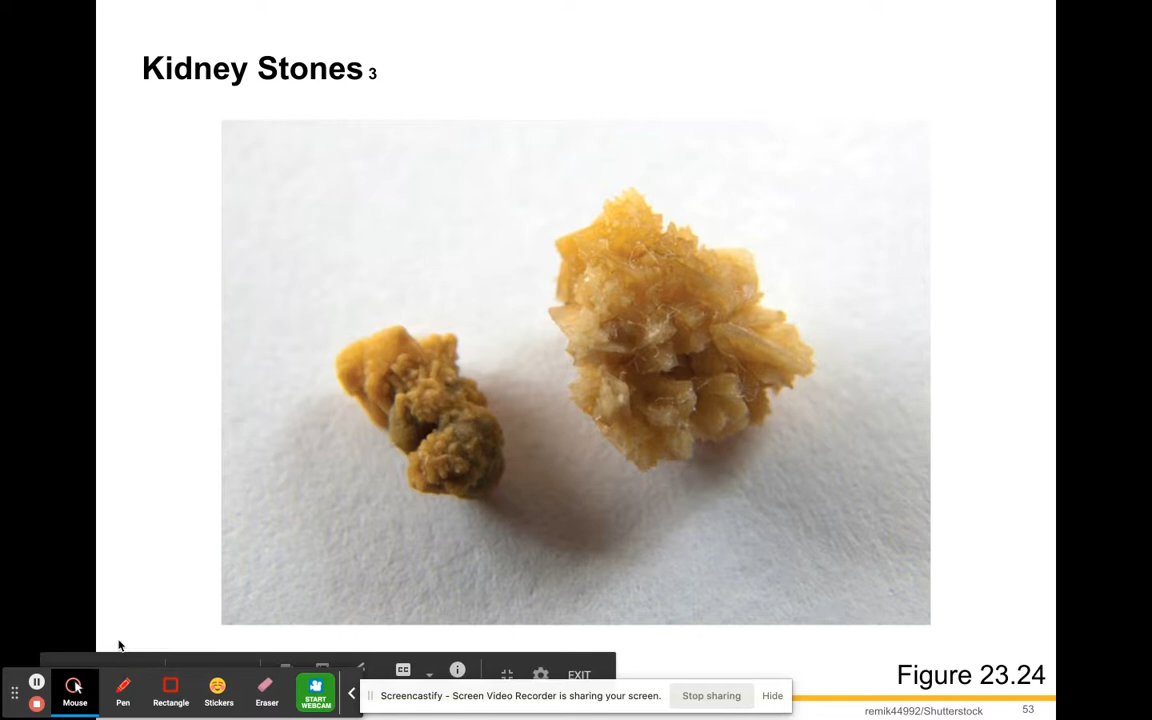 Kidney Stones 3
EXIT
Figure 23.24
Mouse
Pen
Rectangle
Stickers
Eraser
START
WEBCAM
Screencastify - Screen Video Recorder is sharing your screen.
Stop sharing
Hide
remik44992/Shutterstock
53
CC